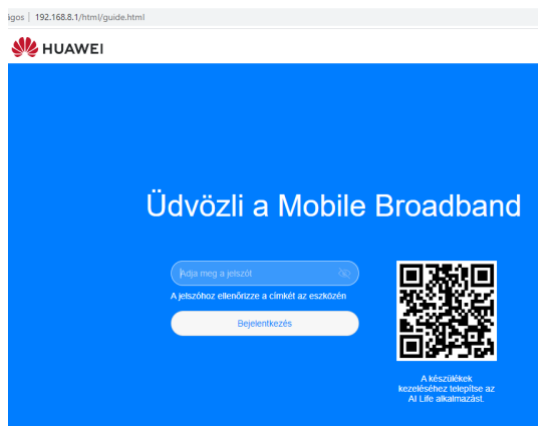 ágos | 192.168.8.1/html/guide.html
HUAWEI
Üdvözli a Mobile Broadband
Adja meg a jelszót
A jelszóhoz ellenőrizze a címkét az eszközén
Bejelentkezés
A készülékek
kezeléséhez telepítse az
AI Life alkalmazást.